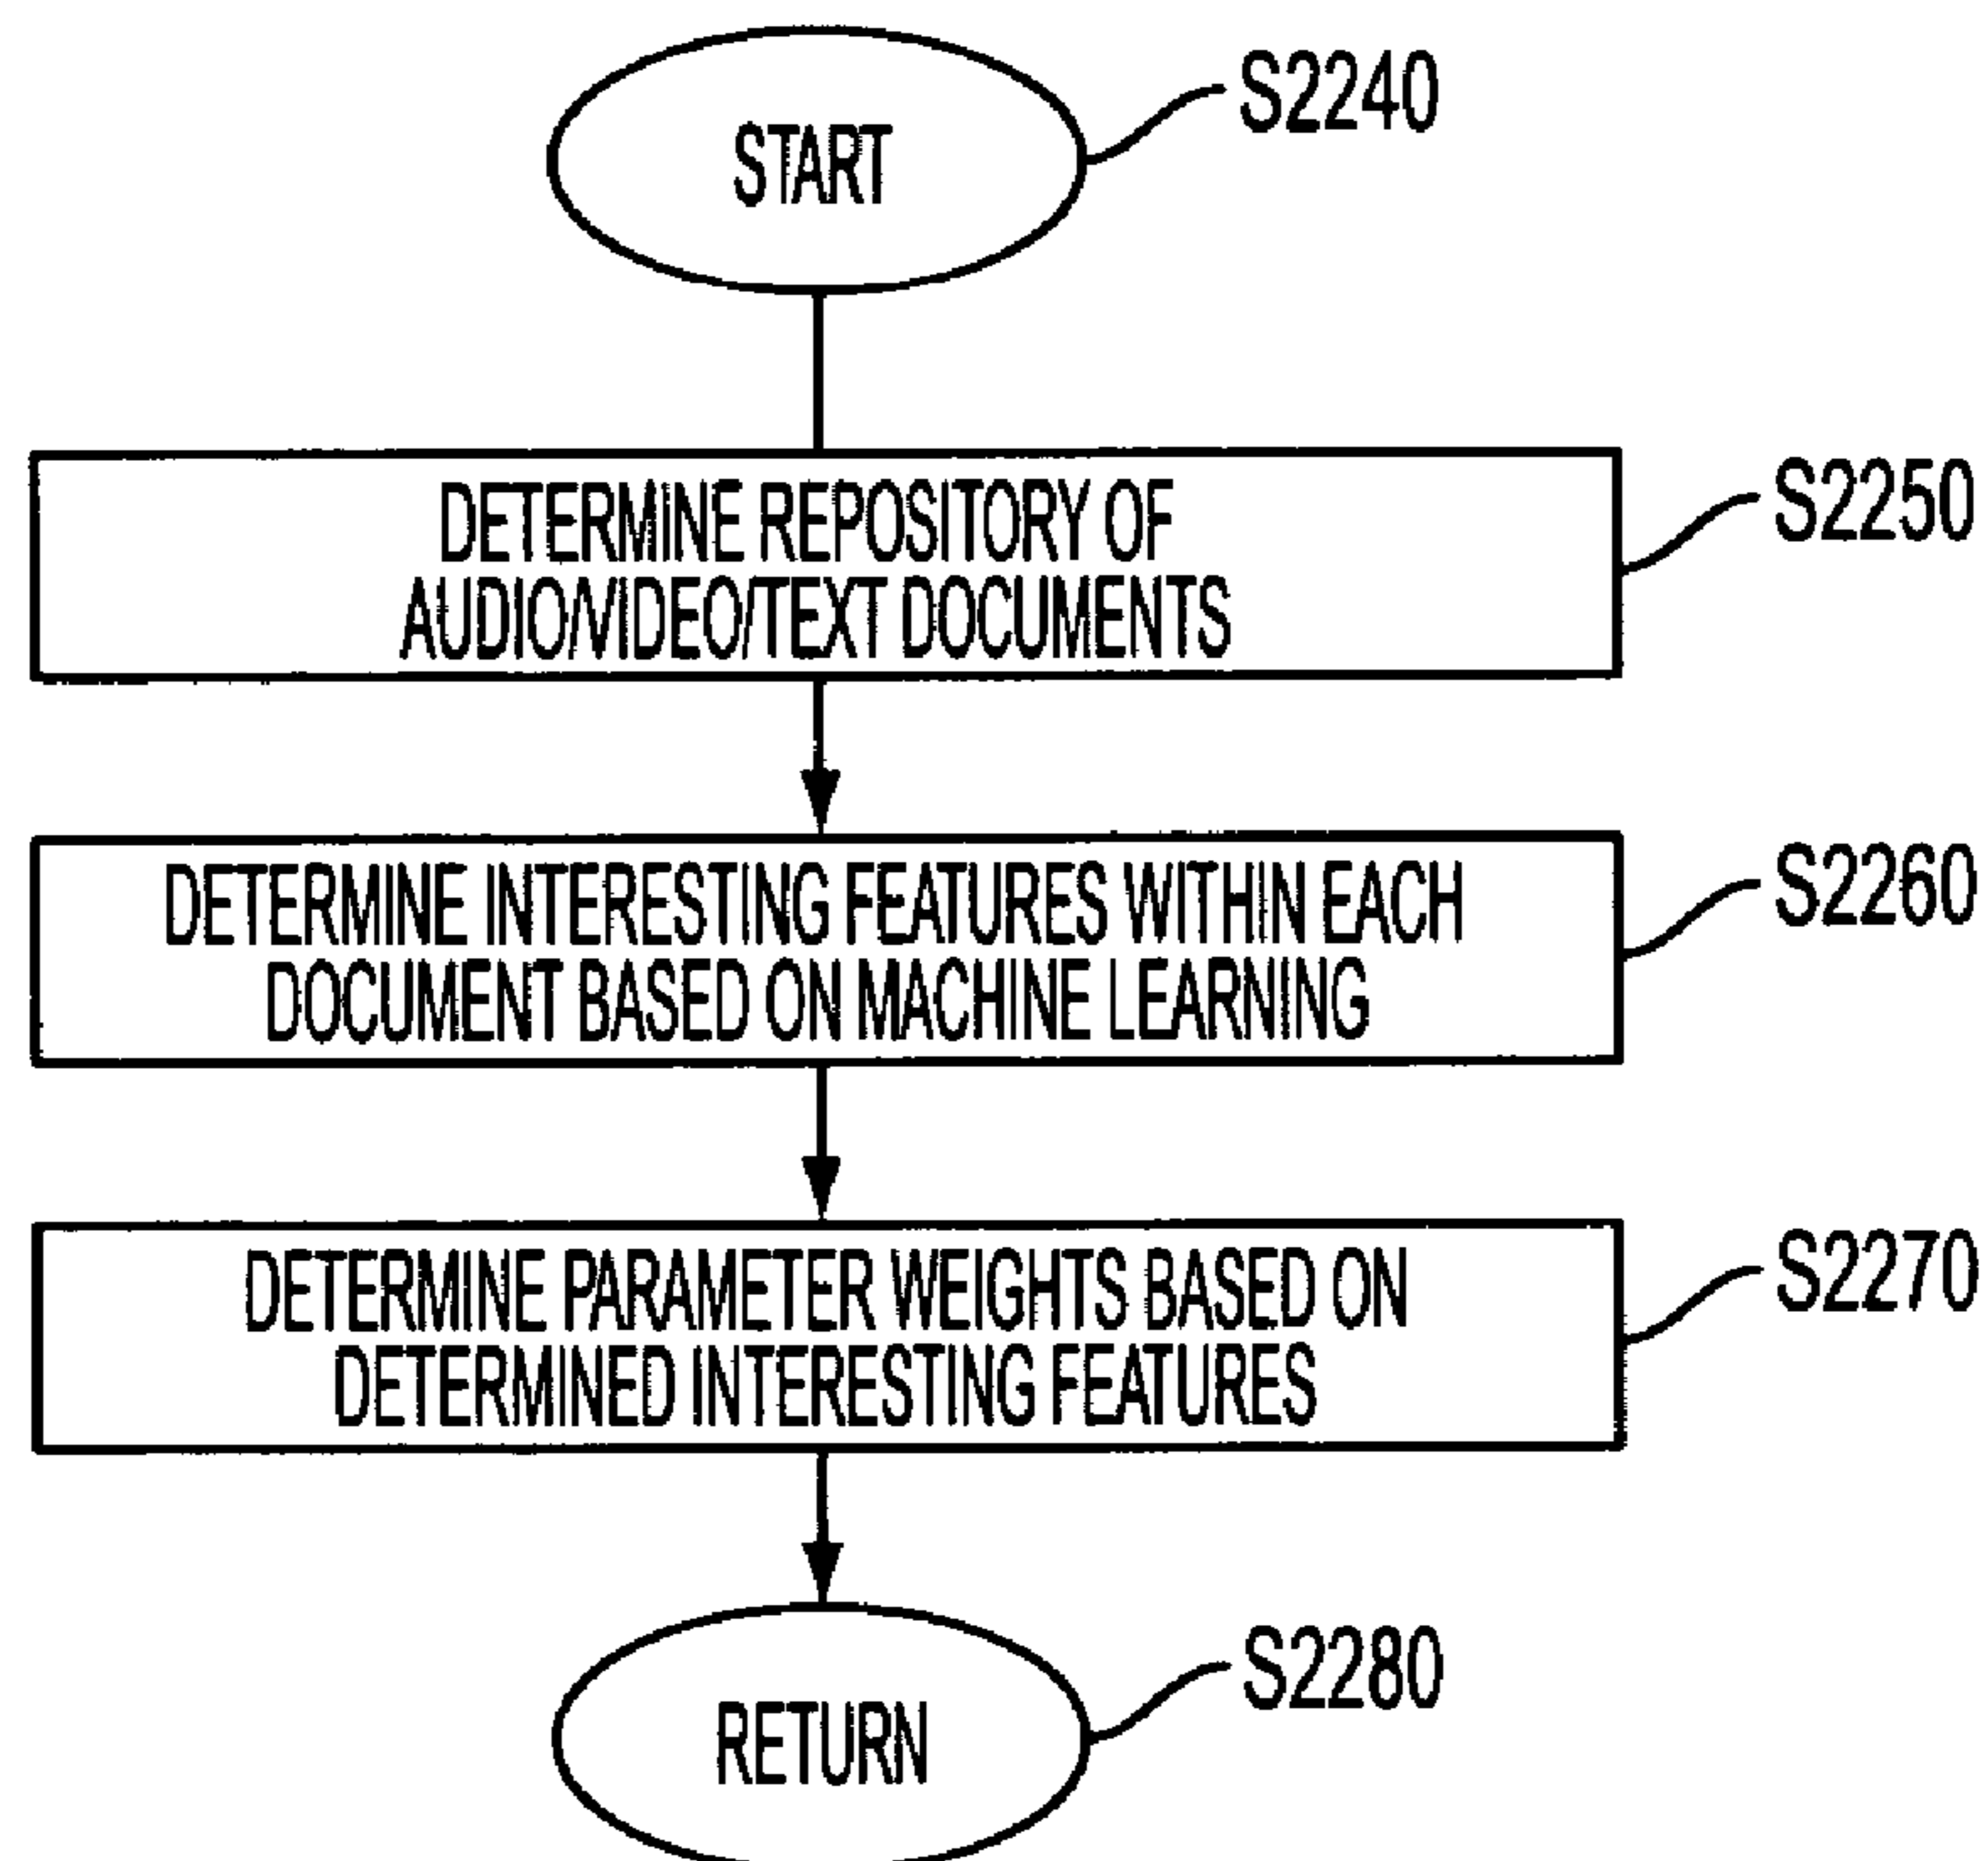 START
S2240
DETERMINE REPOSITORY OF
AUDIO/VIDEO/TEXT DOCUMENTS
S2250
DETERMINE INTERESTING FEATURES WITHIN EACH
DOCUMENT BASED ON MACHINE LEARNING
S2260
DETERMINE PARAMETER WEIGHTS BASED ON
DETERMINED INTERESTING FEATURES
S2270
RETURN
S2280